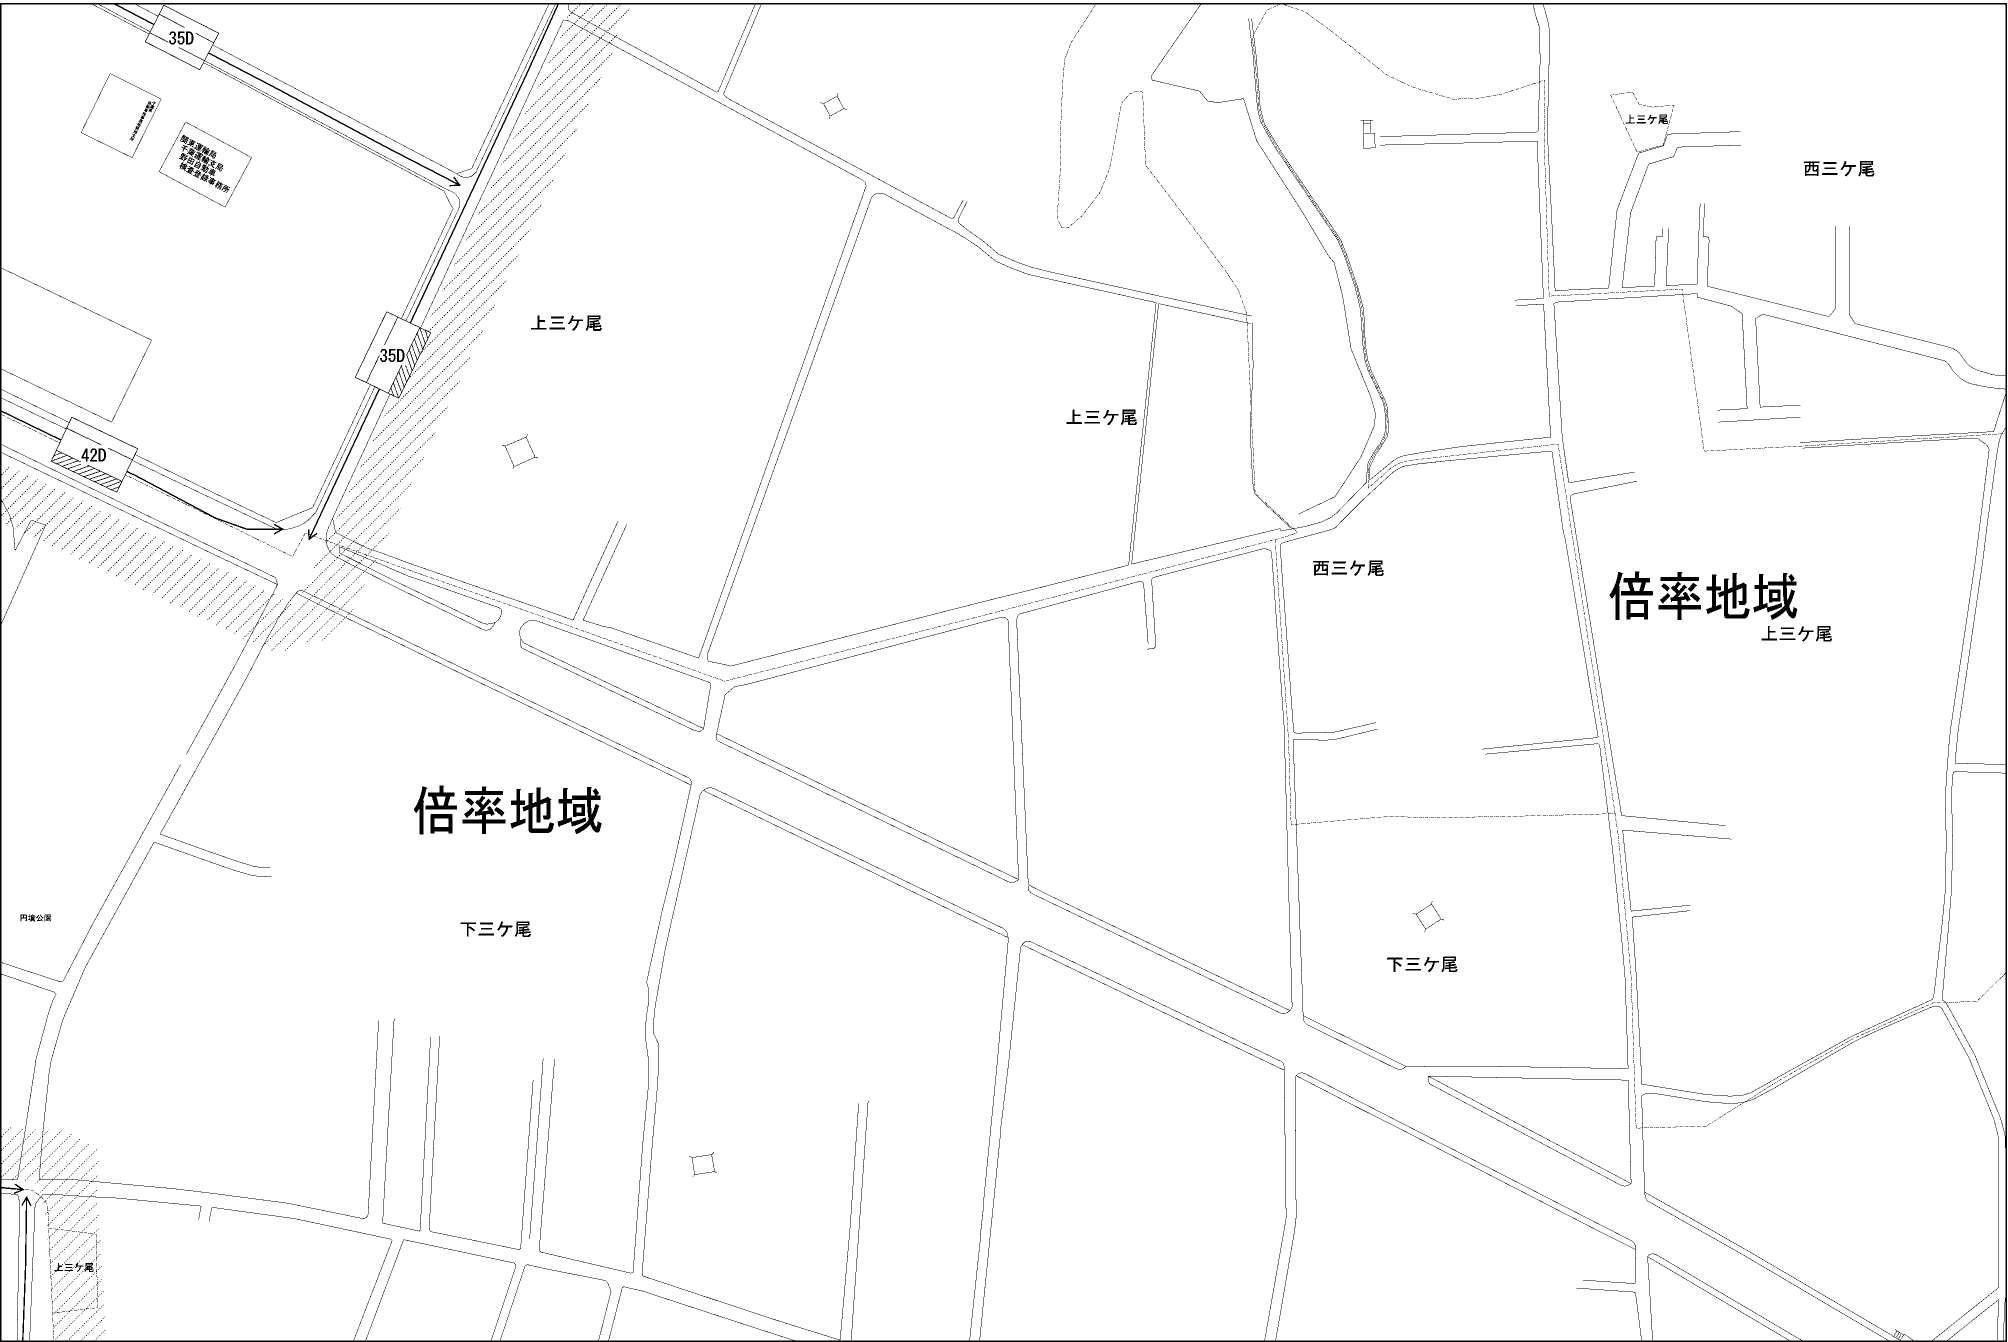 35D
上三ケ尾
関東運輸局
千葉運輸支局
野田自動車
検査登録事務所
西三ケ尾
上三ケ尾
35D
上三ケ尾
42D
西三ケ尾
倍率地域
上三ケ尾
倍率地域
円墳公園
下三ケ尾
下三ケ尾
上三ケ尾